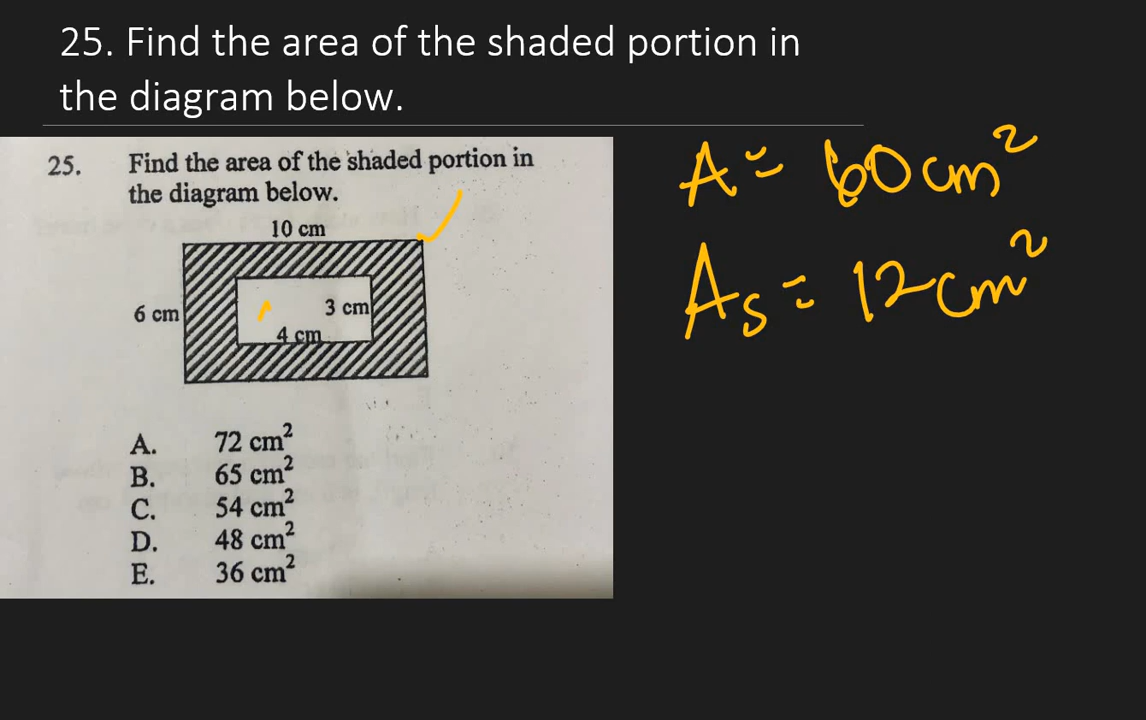 25. Find the area of the shaded portion in
the diagram below.
25. Find the area of the shaded portion in
the diagram below.
10 cm
6 cm
3 cm
4 cm
A. 72 cm²
B. 65 cm²
C. 54 cm²
D. 48 cm²
E. 36 cm²
A = 60 cm²
As = 12 cm²